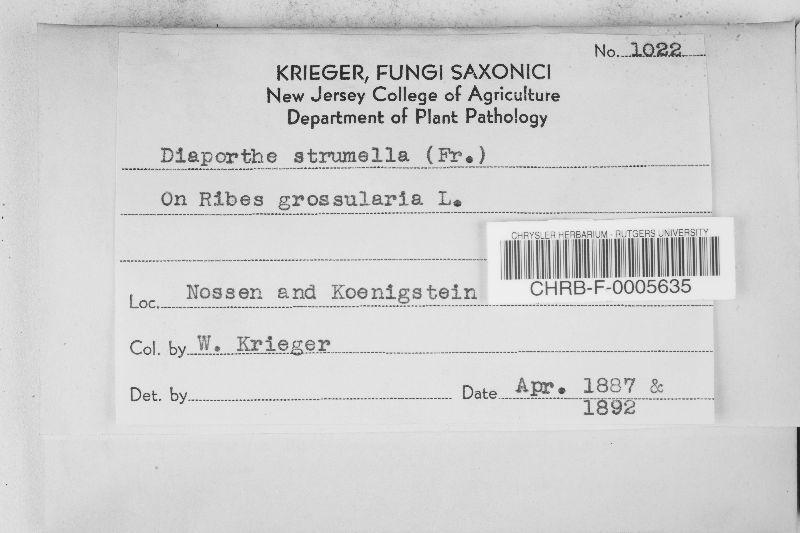 No. 1022
KRIEGER, FUNGI SAXONICI
New Jersey College of Agriculture
Department of Plant Pathology
Diaporthe strumella (Fr.)
On Ribes grossularia L.
CHRYSLER HERBARIUM - RUTGERS UNIVERSITY
CHRB-F-0005635
Loc. Nossen and Koenigstein
Col. by W. Krieger
Det. by
Date Apr. 1887 &
1892